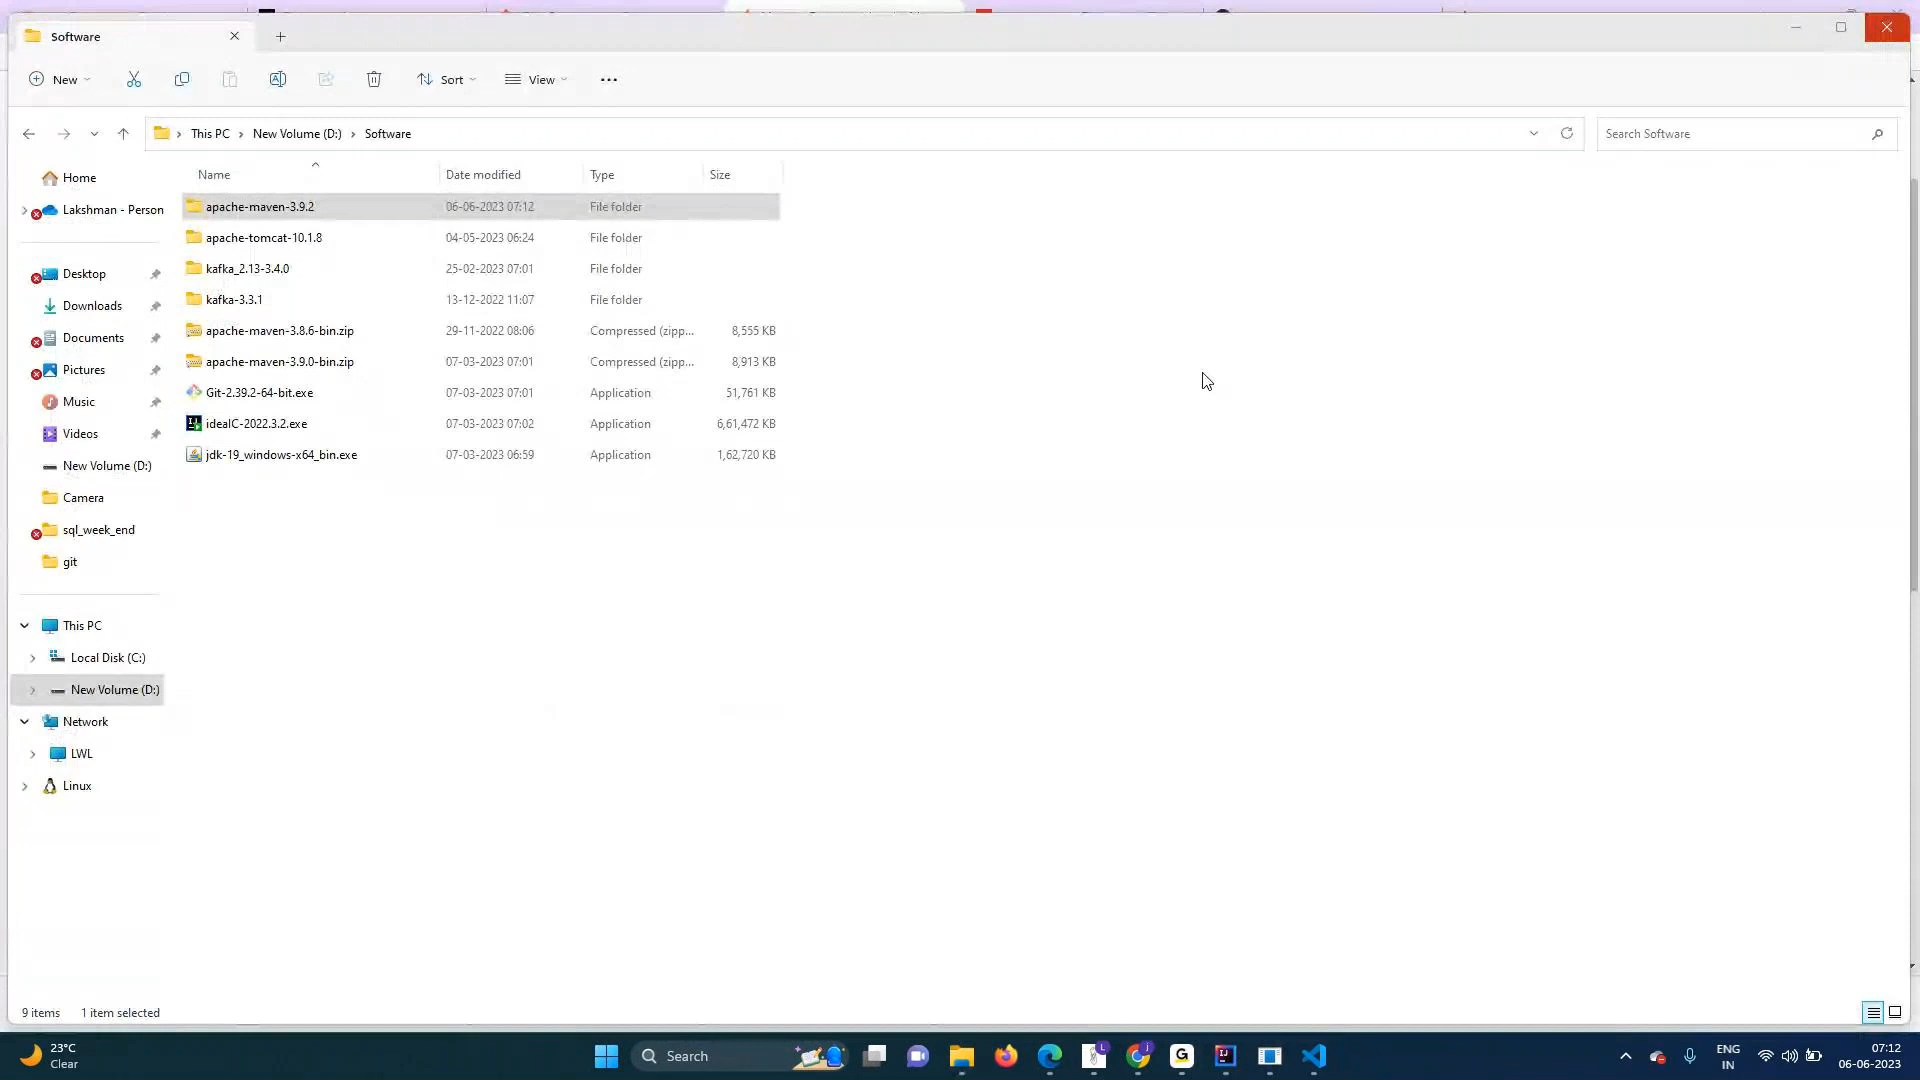 Software
New
Sort
View
This PC
New Volume (D:)
Software
Search Software
Name
Date modified
Type
Size
Home
Lakshman - Person
Desktop
Downloads
Documents
Pictures
Music
Videos
New Volume (D:)
Camera
sql_week_end
git
This PC
Local Disk (C:)
New Volume (D:)
Network
LWL
Linux
apache-maven-3.9.2 06-06-2023 07:12 File folder
apache-tomcat-10.1.8 04-05-2023 06:24 File folder
kafka_2.13-3.4.0 25-02-2023 07:01 File folder
kafka-3.3.1 13-12-2022 11:07 File folder
apache-maven-3.8.6-bin.zip 29-11-2022 08:06 Compressed (zipp... 8,555 KB
apache-maven-3.9.0-bin.zip 07-03-2023 07:01 Compressed (zipp... 8,913 KB
Git-2.39.2-64-bit.exe 07-03-2023 07:01 Application 51,761 KB
ideaIC-2022.3.2.exe 07-03-2023 07:02 Application 6,61,472 KB
jdk-19_windows-x64_bin.exe 07-03-2023 06:59 Application 1,62,720 KB
9 items 1 item selected
23°C
Clear
Search
ENG
IN
07:12
06-06-2023